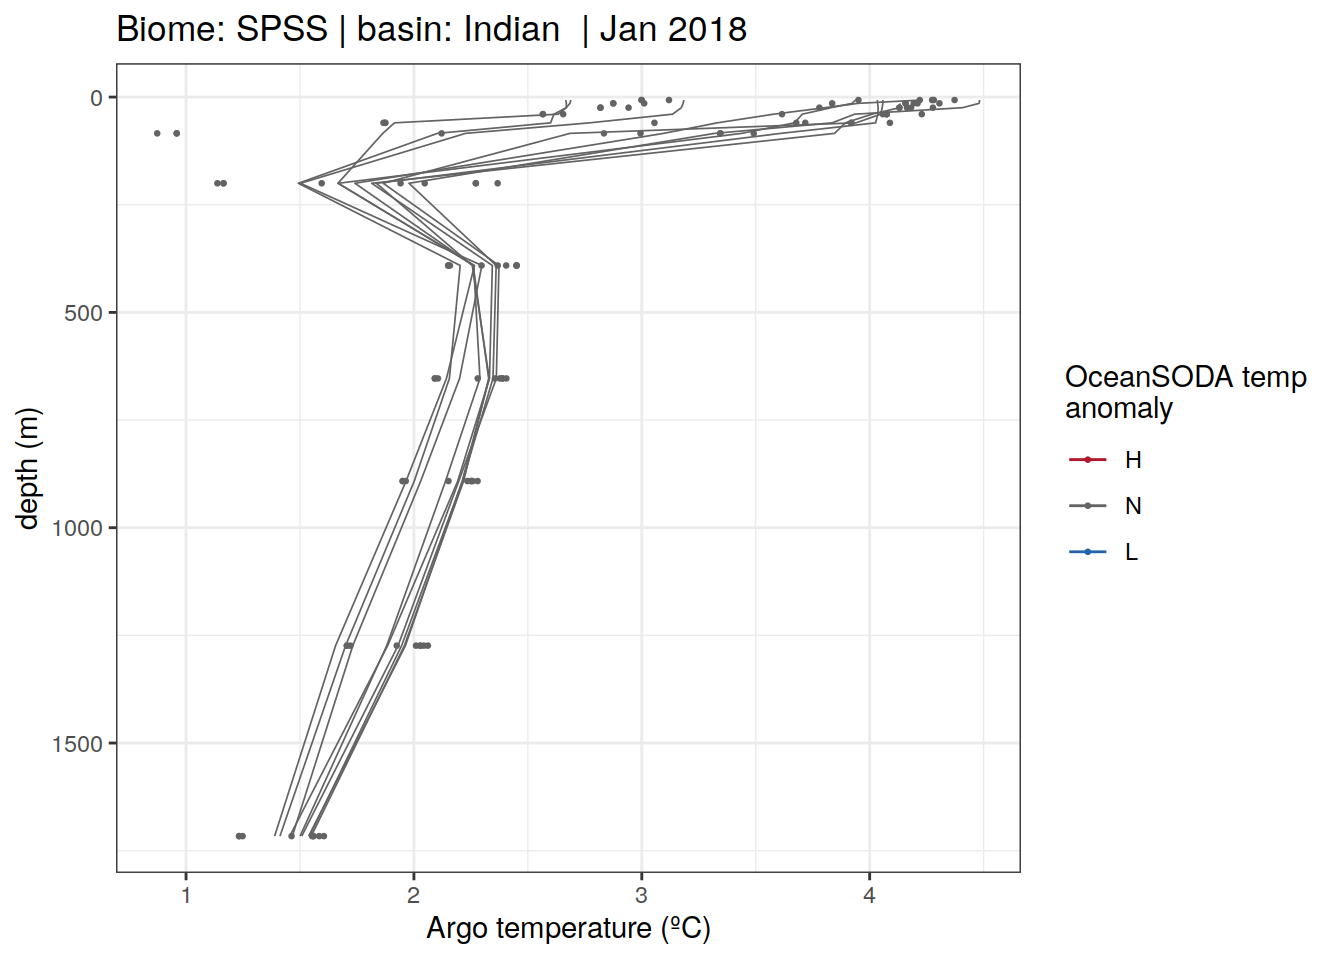 Biome: SPSS | basin: Indian  | Jan 2018
0
500
1000
1500
depth (m)
1
2
3
4
Argo temperature (ºC)
OceanSODA temp
anomaly
H
N
L